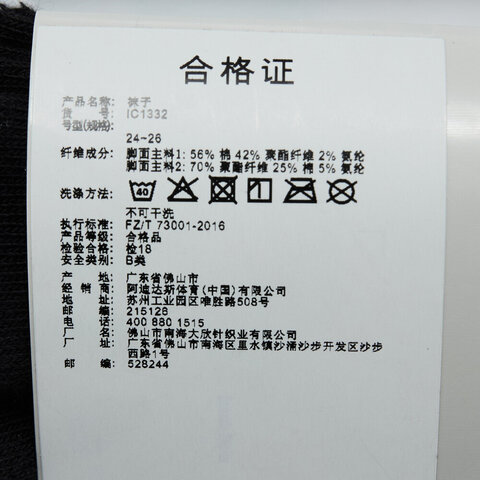 合格证
产品名称: 袜子
货 号: IC1332
号型(规格):
24-26
纤维成分: 脚面主料1: 56% 棉 42% 聚酯纤维 2% 氨纶
脚面主料2: 70% 聚酯纤维 25% 棉 5% 氨纶
洗涤方法: 40
不可干洗
执行标准: FZ/T 73001-2016
产品等级: 合格品
检验合格: 检18
安全类别: B类
产 地: 广东省佛山市
经 销 商: 阿迪达斯体育(中国)有限公司
地 址: 苏州工业园区唯胜路508号
邮 编: 215126
电 话: 400 880 1515
厂 名: 佛山市南海大欣针织业有限公司
厂 址: 广东省佛山市南海区里水镇沙涌沙步开发区沙步
西路1号
邮 编: 528244